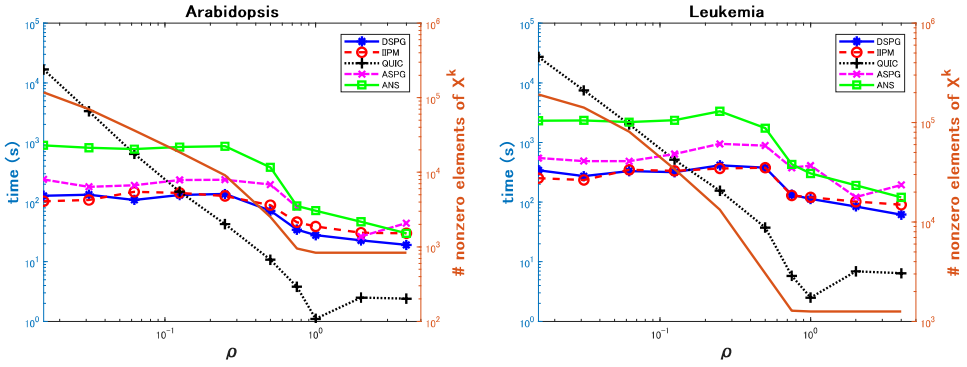 Arabidopsis
10^5
10^4
10^3
10^2
10^1
10^0
time (s)
10^-1
10^0
ρ
10^6
10^5
10^4
10^3
10^2
# nonzero elements of X^k
DSPG
IIPM
QUIC
ASPG
ANS
Leukemia
10^5
10^4
10^3
10^2
10^1
10^0
time (s)
10^-1
10^0
ρ
10^6
10^5
10^4
10^3
# nonzero elements of X^k
DSPG
IIPM
QUIC
ASPG
ANS